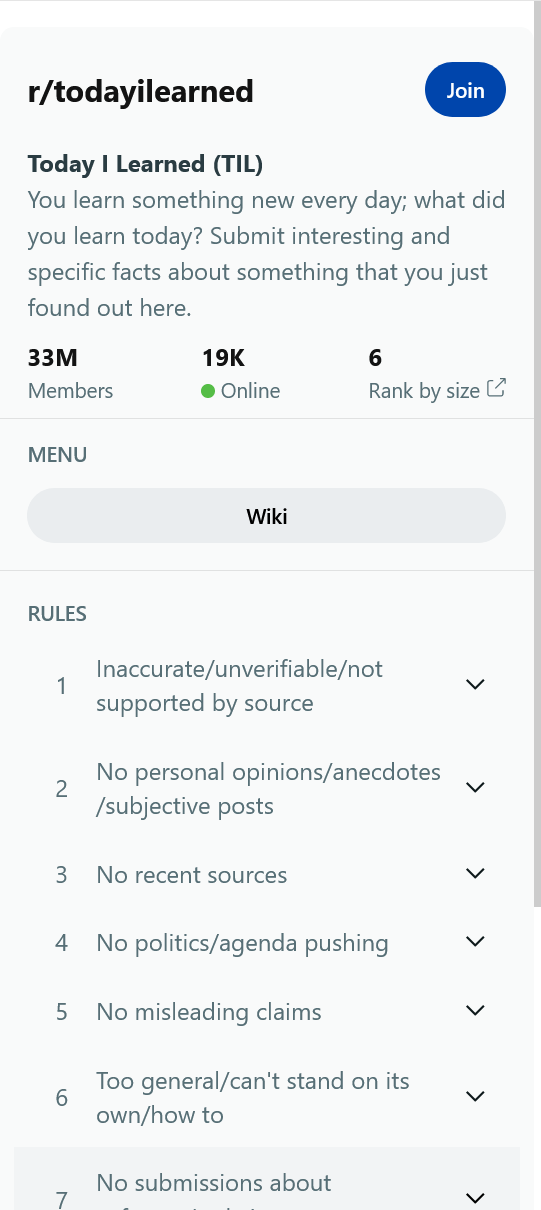 r/todayilearned
Join
Today I Learned (TIL)
You learn something new every day; what did
you learn today? Submit interesting and
specific facts about something that you just
found out here.
33M 19K 6
Members Online Rank by size
MENU
Wiki
RULES
1 Inaccurate/unverifiable/not
supported by source
2 No personal opinions/anecdotes
/subjective posts
3 No recent sources
4 No politics/agenda pushing
5 No misleading claims
6 Too general/can't stand on its
own/how to
7 No submissions about